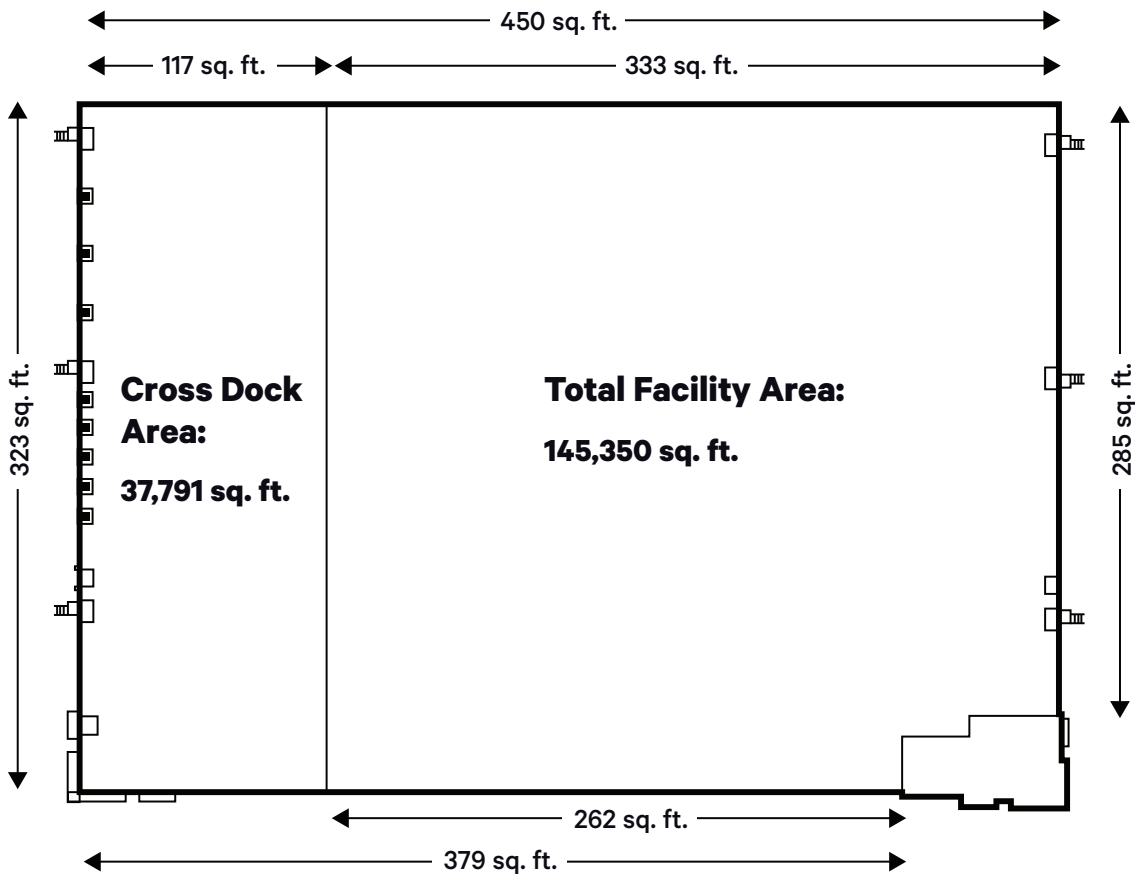 450 sq. ft.
117 sq. ft.
333 sq. ft.
323 sq. ft.
285 sq. ft.
Cross Dock
Area:
37,791 sq. ft.
Total Facility Area:
145,350 sq. ft.
262 sq. ft.
379 sq. ft.